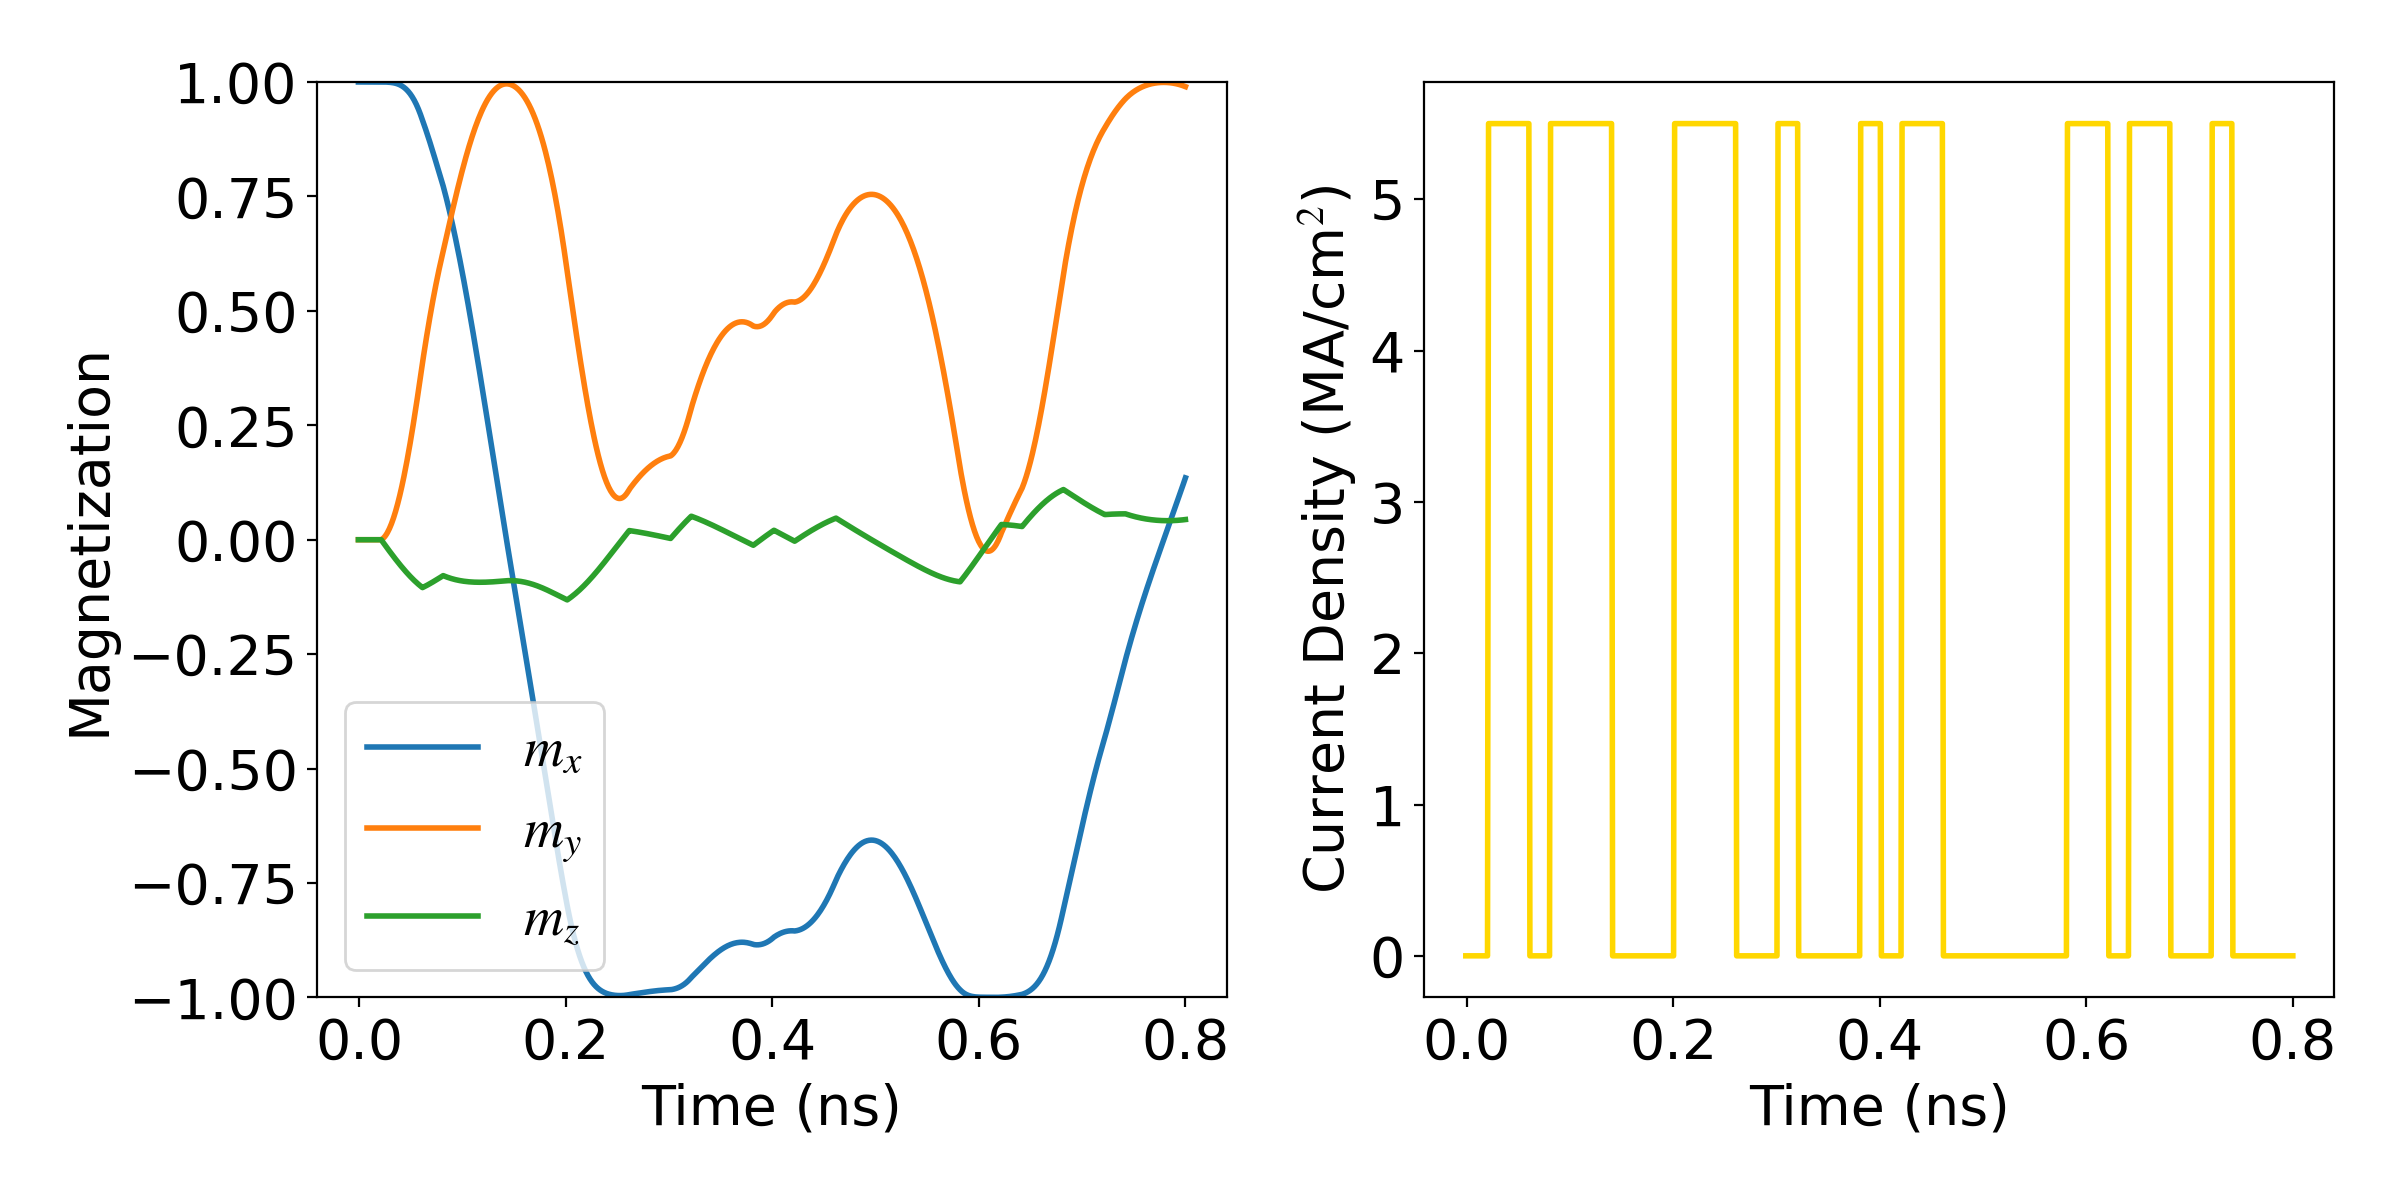 Magnetization
1.00
0.75
0.50
0.25
0.00
−0.25
−0.50
−0.75
−1.00
m_x
m_y
m_z
0.0 0.2 0.4 0.6 0.8
Time (ns)
Current Density (MA/cm²)
5
4
3
2
1
0
0.0 0.2 0.4 0.6 0.8
Time (ns)